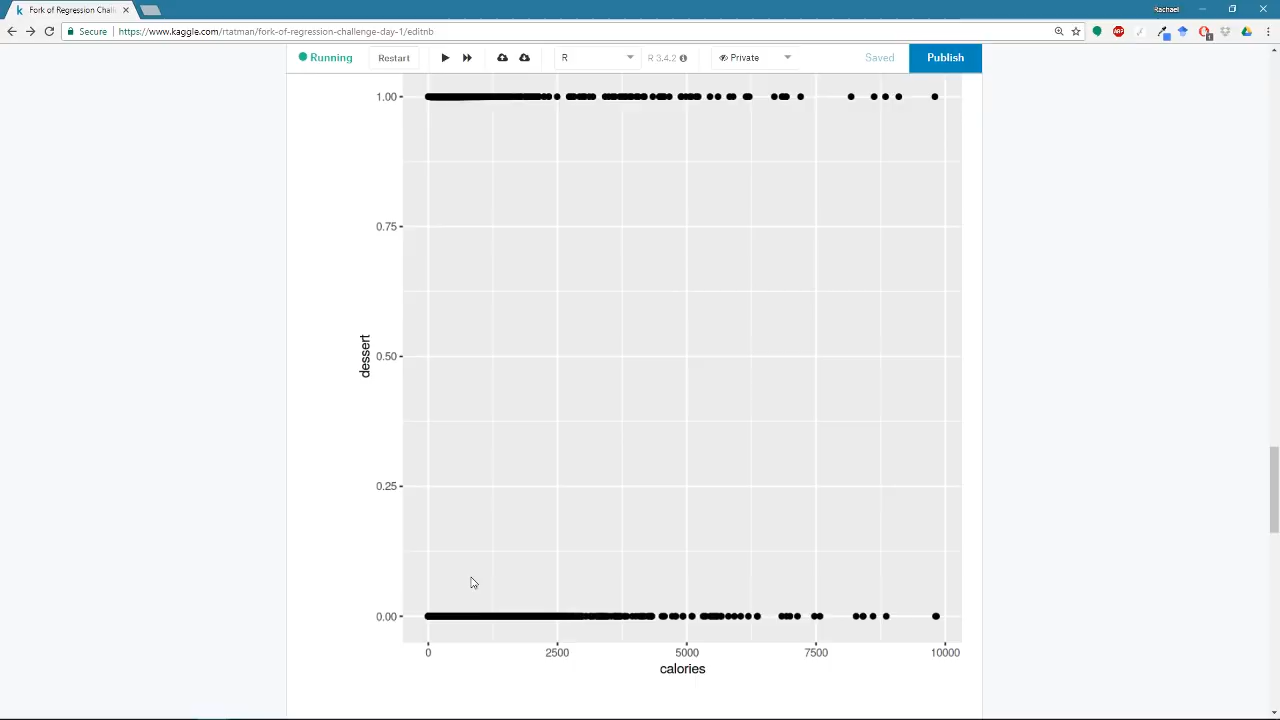 Fork of Regression Chall
Rachael
Secure | https://www.kaggle.com/rtatman/fork-of-regression-challenge-day-1/editnb
Running Restart R R 3.4.2 Private Saved Publish
1.00
0.75
0.50
0.25
0.00
dessert
0 2500 5000 7500 10000
calories